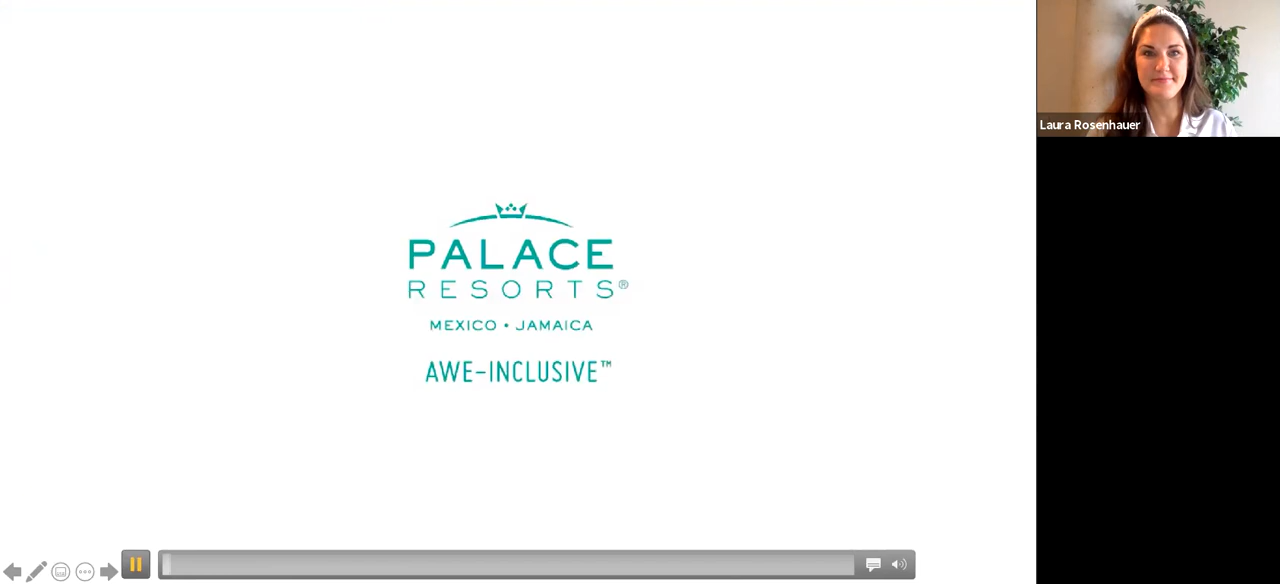 PALACE
RESORTS®
MEXICO • JAMAICA
AWE-INCLUSIVE™
Laura Rosenhauer